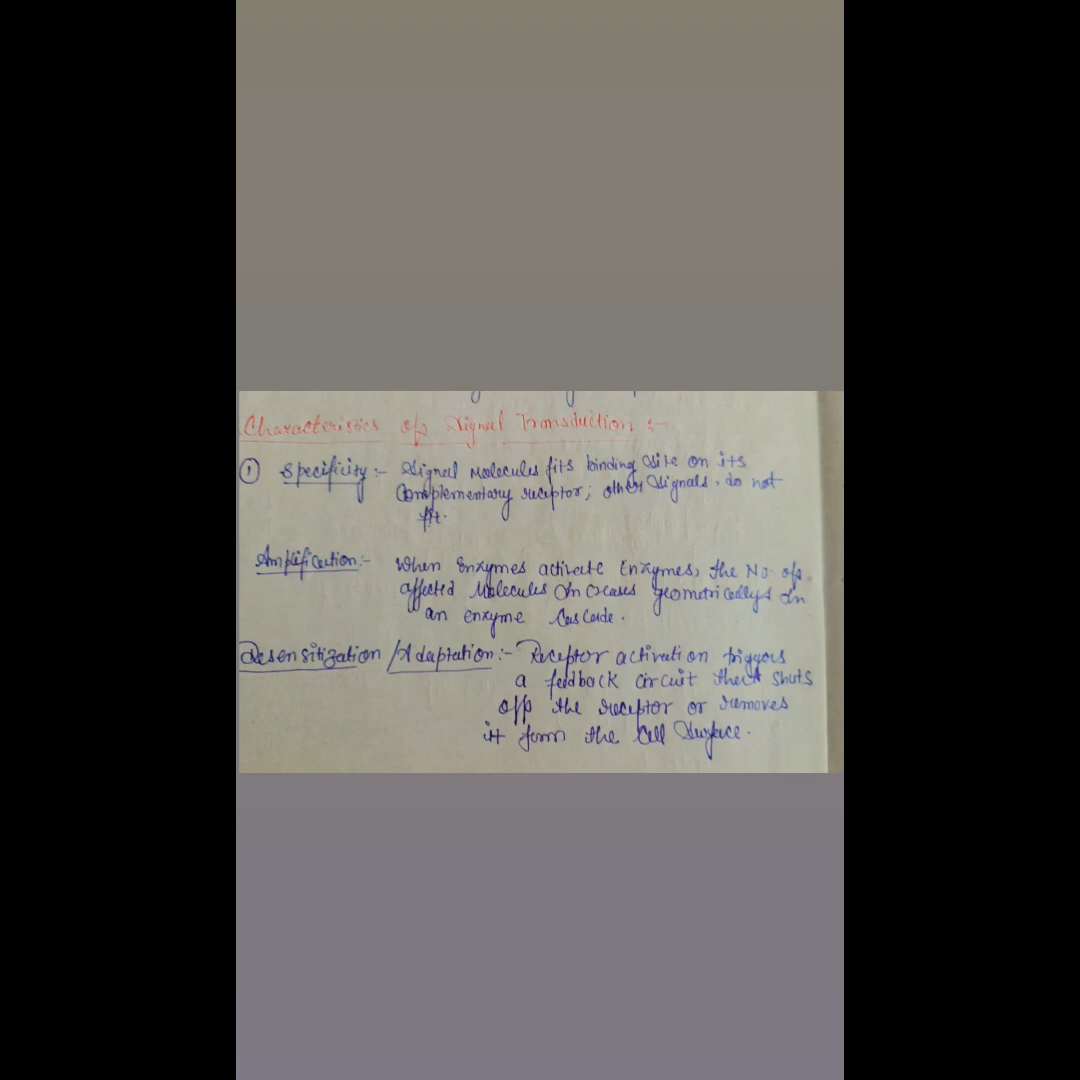 Characteristics of Signal Transduction :-
① Specificity :- Signal Molecules fits binding Site on its
Complementary receptor; other Signals, do not
fit.
Amplification:- When Enzymes activate Enzymes, the No of
affected Molecules Increases geometrically In
an enzyme Cascade.
Desensitization /Adaptation:- Receptor activation triggers
a feedback circuit that shuts
off the receptor or removes
it form the Cell Surface.